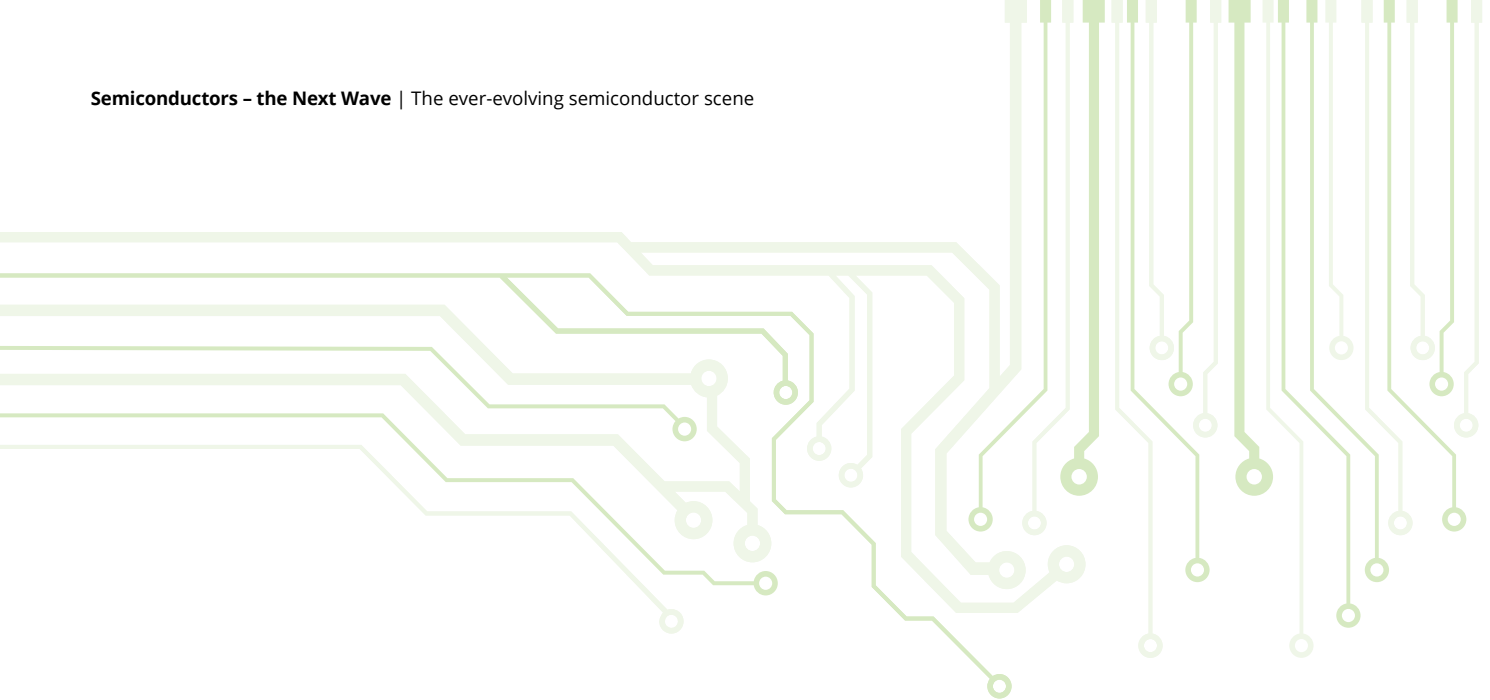 Semiconductors – the Next Wave | The ever-evolving semiconductor scene